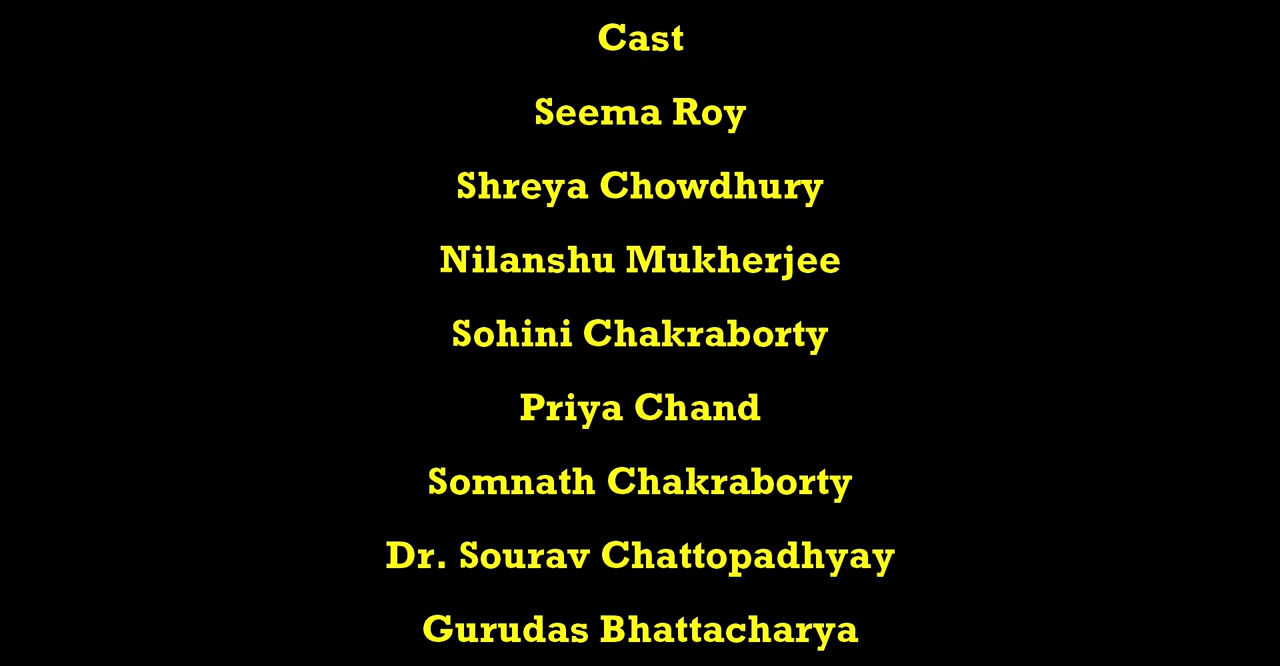 Cast
Seema Roy
Shreya Chowdhury
Nilanshu Mukherjee
Sohini Chakraborty
Priya Chand
Somnath Chakraborty
Dr. Sourav Chattopadhyay
Gurudas Bhattacharya